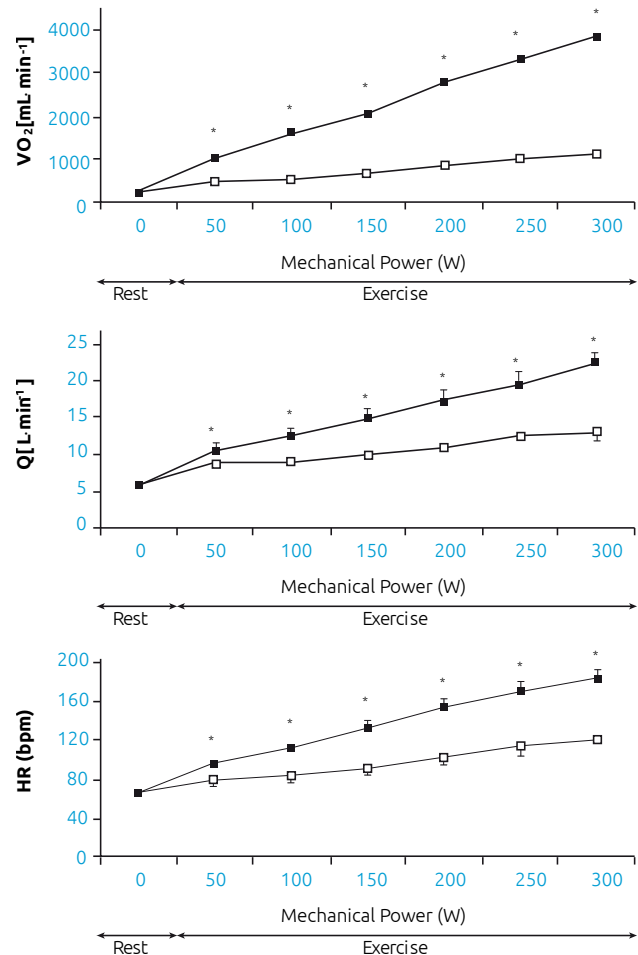 VO₂[mL· min⁻¹]
4000
3000
2000
1000
0
* * * * * *
0 50 100 150 200 250 300
Mechanical Power (W)
Rest Exercise
Q[L·min⁻¹]
25
20
15
10
5
0
* * * * * *
0 50 100 150 200 250 300
Mechanical Power (W)
Rest Exercise
HR (bpm)
200
160
120
80
40
0
* * * * * *
0 50 100 150 200 250 300
Mechanical Power (W)
Rest Exercise